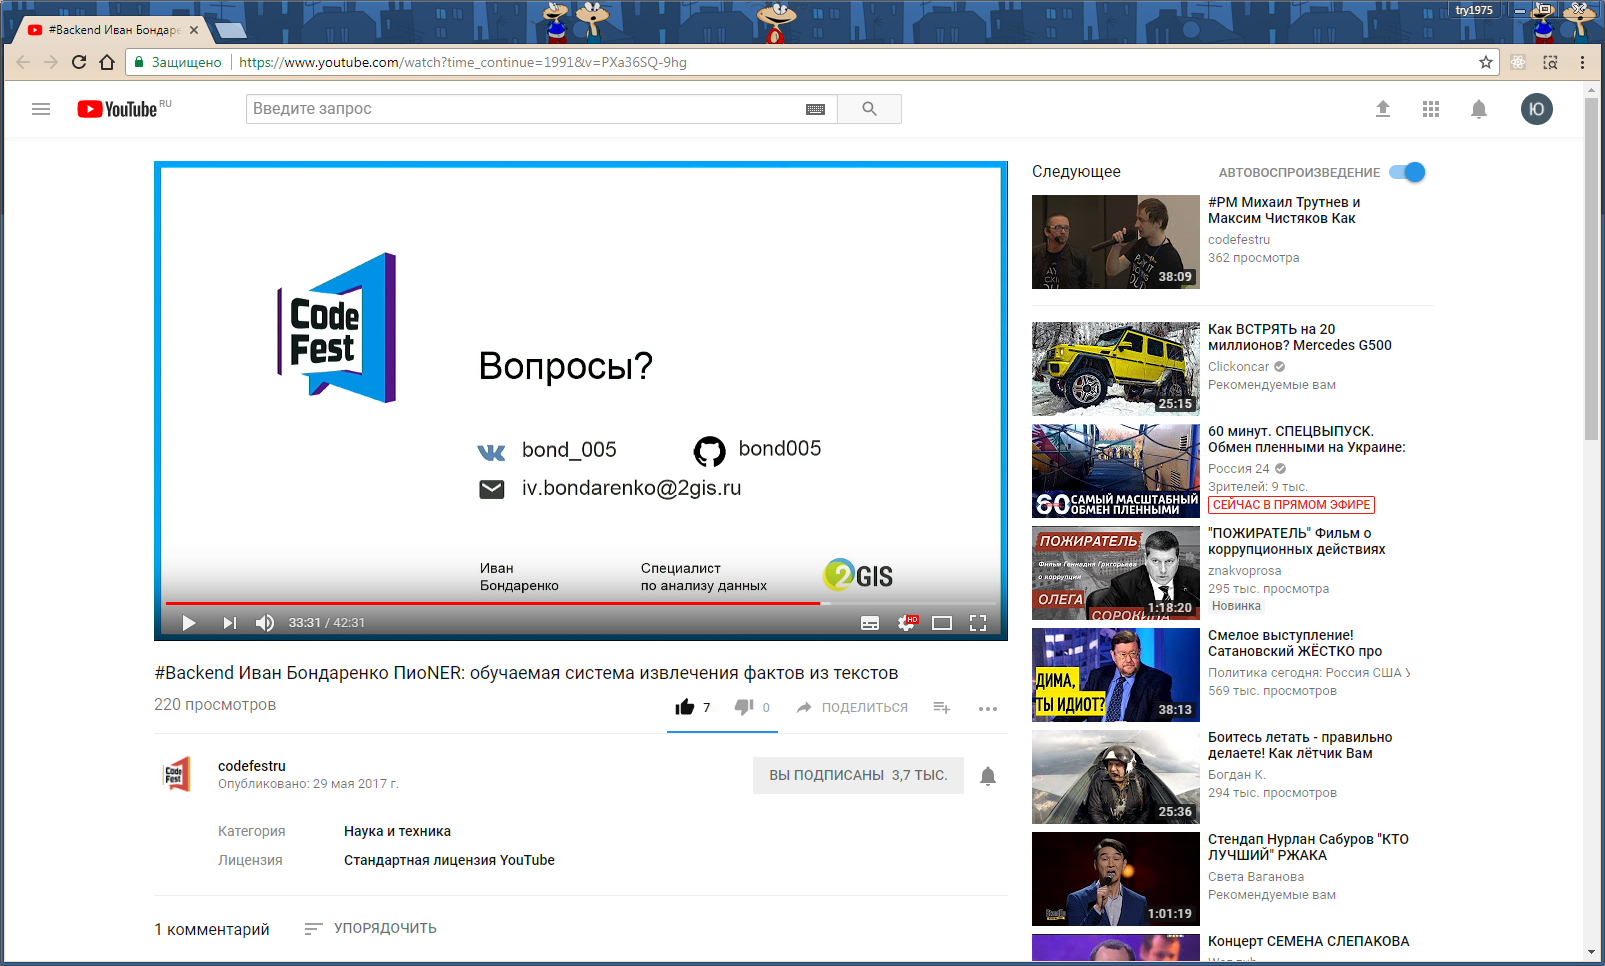 try1975
#Backend Иван Бондаре
Защищено
https://www.youtube.com/watch?time_continue=1991&v=PXa36SQ-9hg
YouTube RU
Введите запрос
Ю
Code
Fest
Вопросы?
bond_005
bond005
iv.bondarenko@2gis.ru
Иван
Бондаренко
Специалист
по анализу данных
2GIS
33:31 / 42:31
HD
#Backend Иван Бондаренко ПиоNER: обучаемая система извлечения фактов из текстов
220 просмотров
7
0
ПОДЕЛИТЬСЯ
Code
Fest
codefestru
Опубликовано: 29 мая 2017 г.
ВЫ ПОДПИСАНЫ 3,7 ТЫС.
Категория
Наука и техника
Лицензия
Стандартная лицензия YouTube
1 комментарий
УПОРЯДОЧИТЬ
Следующее
АВТОВОСПРОИЗВЕДЕНИЕ
38:09
#PM Михаил Трутнев и
Максим Чистяков Как
codefestru
362 просмотра
25:15
Как ВСТРЯТЬ на 20
миллионов? Mercedes G500
Clickoncar
Рекомендуемые вам
60 САМЫЙ МАСШТАБНЫЙ
ОБМЕН ПЛЕННЫМИ
60 минут. СПЕЦВЫПУСК.
Обмен пленными на Украине:
Россия 24
Зрителей: 9 тыс.
СЕЙЧАС В ПРЯМОМ ЭФИРЕ
ПОЖИРАТЕЛЬ
Фильм Геннадия Григорьева
о коррупции
ОЛЕГА
СОРОКИНА
1:18:20
"ПОЖИРАТЕЛЬ" Фильм о
коррупционных действиях
znakvoprosa
295 тыс. просмотра
Новинка
ДИМА,
ТЫ ИДИОТ?
38:13
Смелое выступление!
Сатановский ЖЁСТКО про
Политика сегодня: Россия США У
569 тыс. просмотров
25:36
Боитесь летать - правильно
делаете! Как лётчик Вам
Богдан К.
294 тыс. просмотров
1:01:19
Стендап Нурлан Сабуров "КТО
ЛУЧШИЙ" РЖАКА
Света Ваганова
Рекомендуемые вам
Концерт СЕМЕНА СЛЕПАКОВА